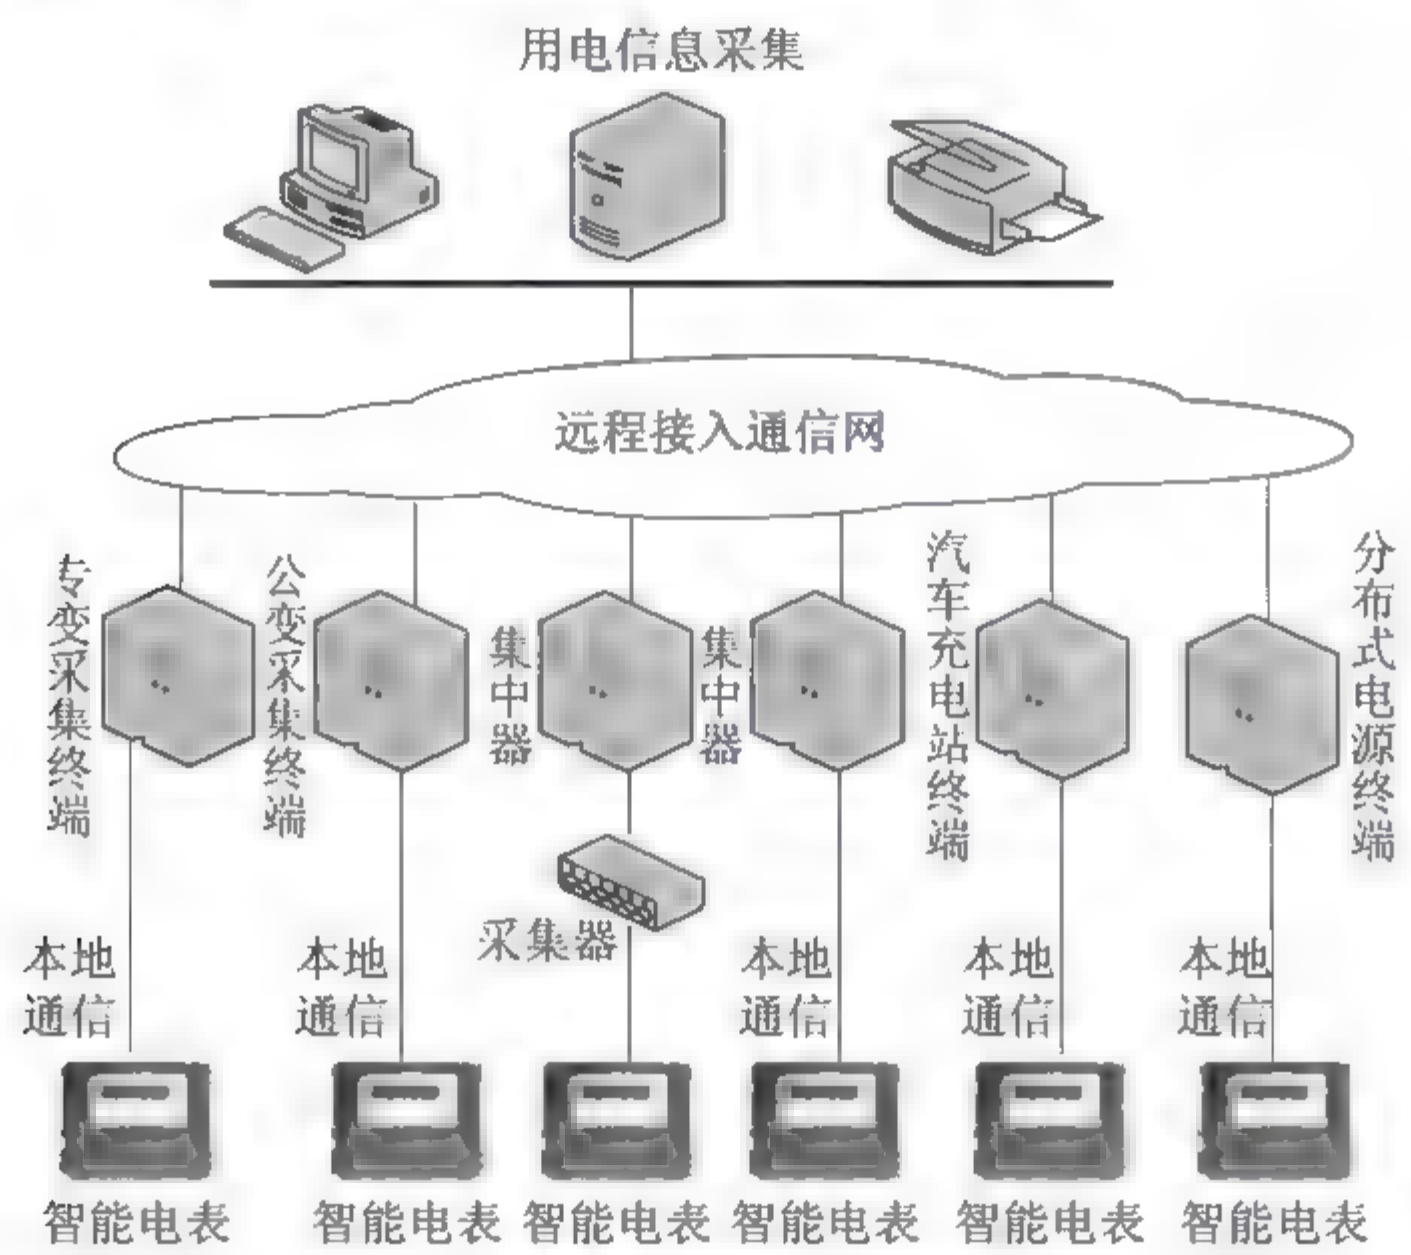 用电信息采集
远程接入通信网
专变采集终端
公变采集终端
集中器
集中器
汽车充电站终端
分布式电源终端
采集器
本地
通信
本地
通信
本地
通信
本地
通信
本地
通信
智能电表
智能电表
智能电表
智能电表
智能电表
智能电表